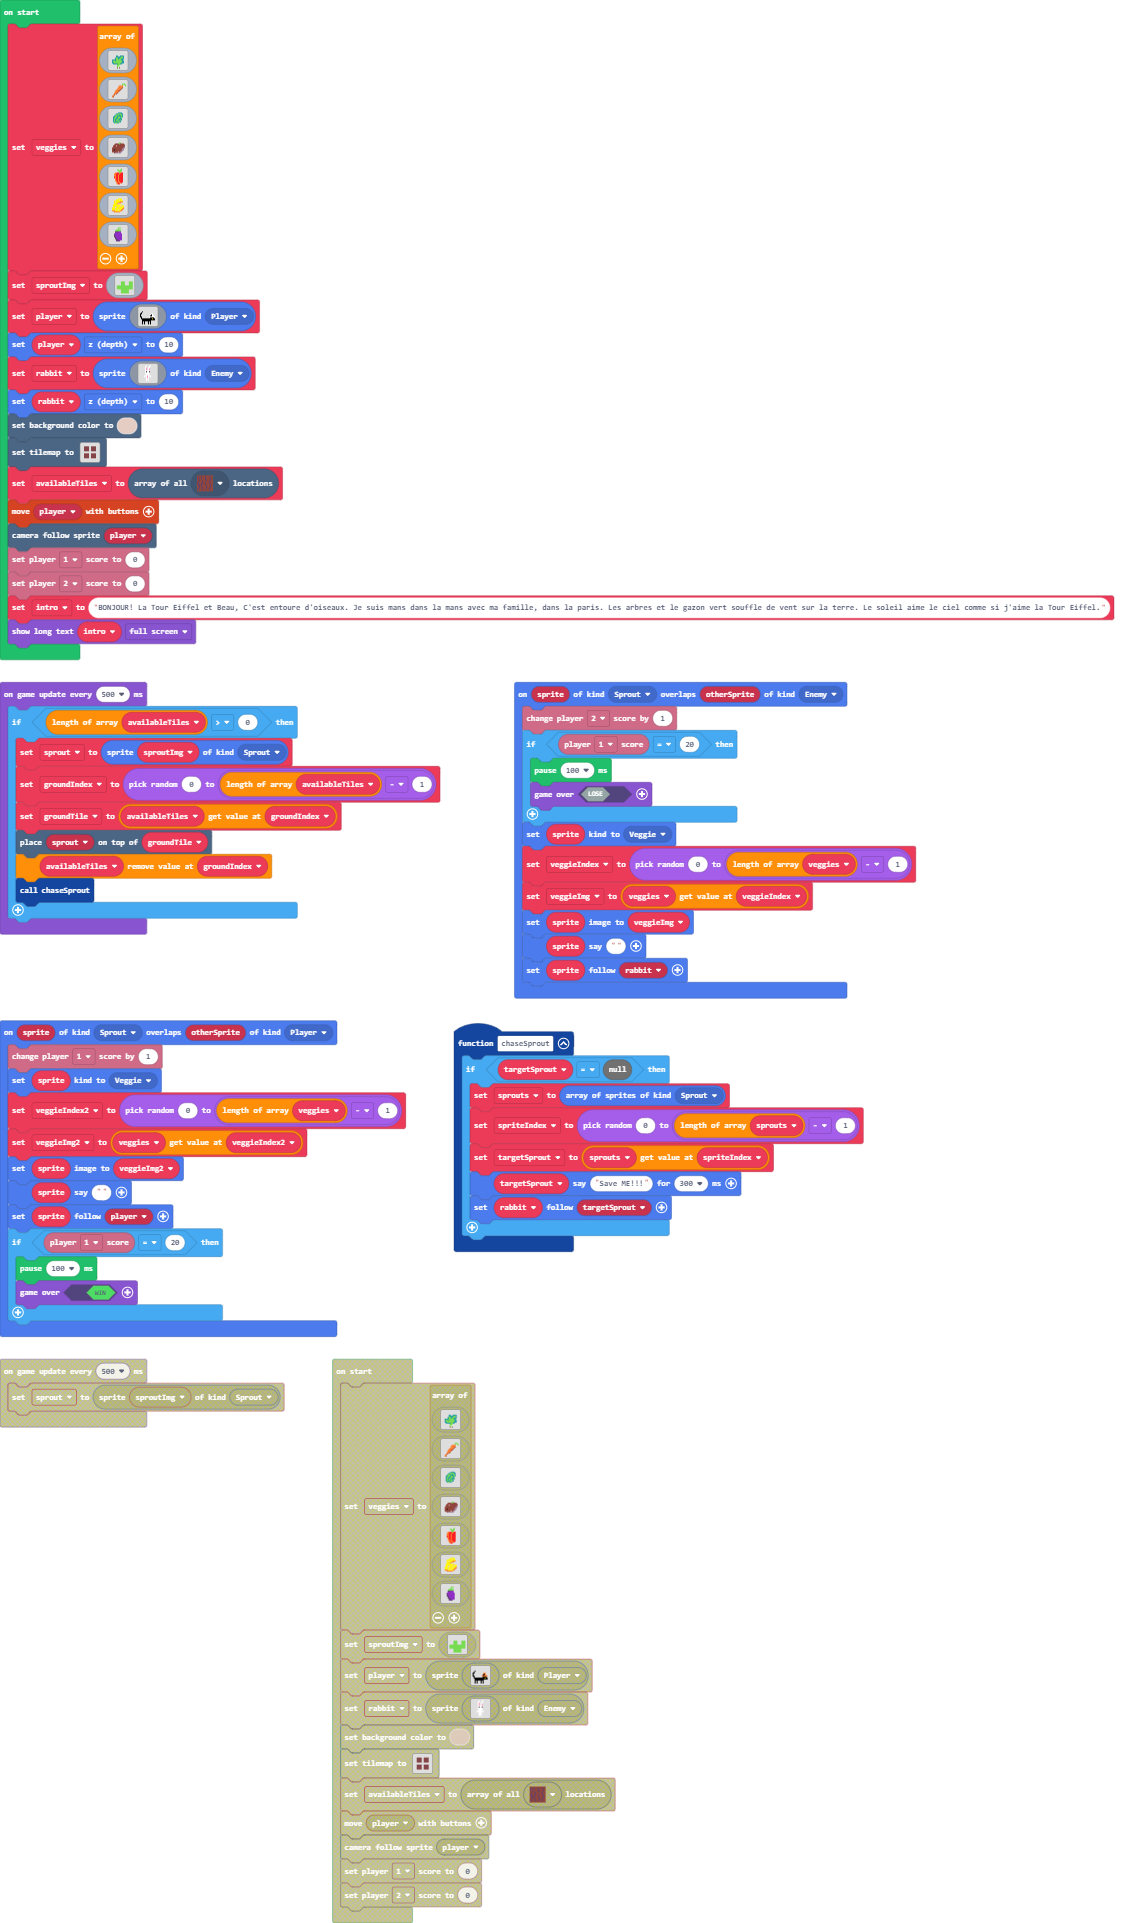 on start
array of
set veggies to
set sproutImg to
set player to sprite of kind Player
set player z (depth) to 10
set rabbit to sprite of kind Enemy
set rabbit z (depth) to 10
set background color to
set tilemap to
set availableTiles to array of all locations
move player with buttons
camera follow sprite player
set player 1 score to 0
set player 2 score to 0
set intro to "BONJOUR! La Tour Eiffel et Beau, C'est entoure d'oiseaux. Je suis mans dans la mans avec ma famille, dans la paris. Les arbres et le gazon vert souffle de vent sur la terre. Le soleil aime le ciel comme si j'aime la Tour Eiffel."
show long text intro full screen
on game update every 500 ms
if length of array availableTiles > 0 then
set sprout to sprite sproutImg of kind Sprout
set groundIndex to pick random 0 to length of array availableTiles - 1
set groundTile to availableTiles get value at groundIndex
place sprout on top of groundTile
availableTiles remove value at groundIndex
call chaseSprout
on sprite of kind Sprout overlaps otherSprite of kind Enemy
change player 2 score by 1
if player 1 score = 20 then
pause 100 ms
game over LOSE
set sprite kind to Veggie
set veggieIndex to pick random 0 to length of array veggies - 1
set veggieImg to veggies get value at veggieIndex
set sprite image to veggieImg
sprite say " "
set sprite follow rabbit
on sprite of kind Sprout overlaps otherSprite of kind Player
change player 1 score by 1
set sprite kind to Veggie
set veggieIndex2 to pick random 0 to length of array veggies - 1
set veggieImg2 to veggies get value at veggieIndex2
set sprite image to veggieImg2
sprite say " "
set sprite follow player
if player 1 score = 20 then
pause 100 ms
game over WIN
function chaseSprout
if targetSprout = null then
set sprouts to array of sprites of kind Sprout
set spriteIndex to pick random 0 to length of array sprouts - 1
set targetSprout to sprouts get value at spriteIndex
targetSprout say "Save ME!!!" for 300 ms
set rabbit follow targetSprout
on game update every 500 ms
set sprout to sprite sproutImg of kind Sprout
on start
array of
set veggies to
set sproutImg to
set player to sprite of kind Player
set rabbit to sprite of kind Enemy
set background color to
set tilemap to
set availableTiles to array of all locations
move player with buttons
camera follow sprite player
set player 1 score to 0
set player 2 score to 0